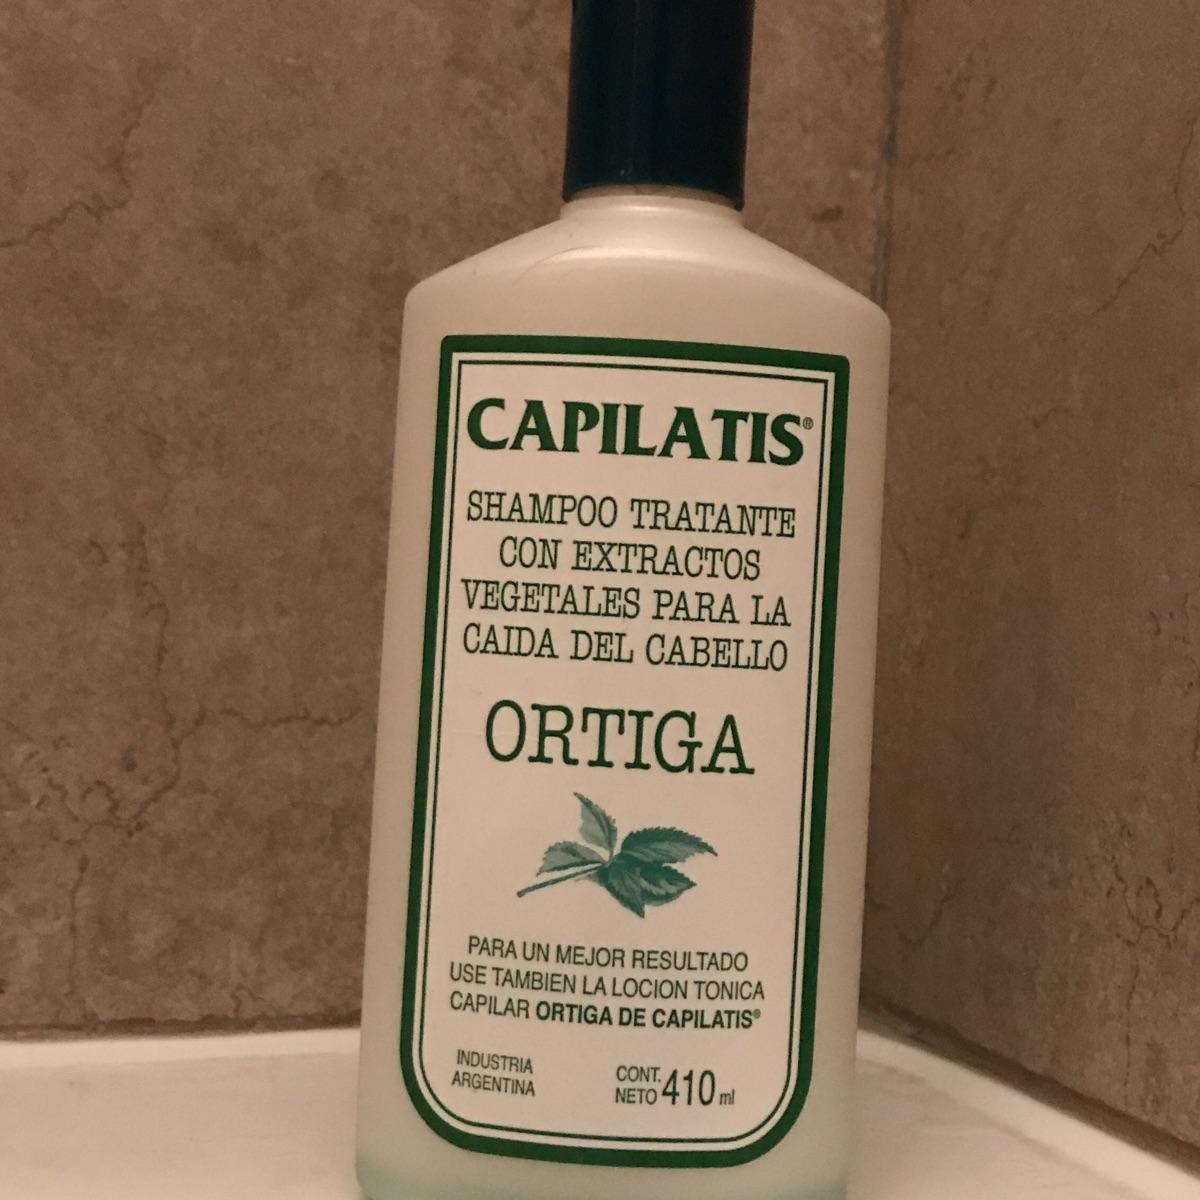 CAPILATIS®
SHAMPOO TRATANTE
CON EXTRACTOS
VEGETALES PARA LA
CAIDA DEL CABELLO
ORTIGA
PARA UN MEJOR RESULTADO
USE TAMBIEN LA LOCION TONICA
CAPILAR ORTIGA DE CAPILATIS®
INDUSTRIA
ARGENTINA
CONT.
NETO 410 ml